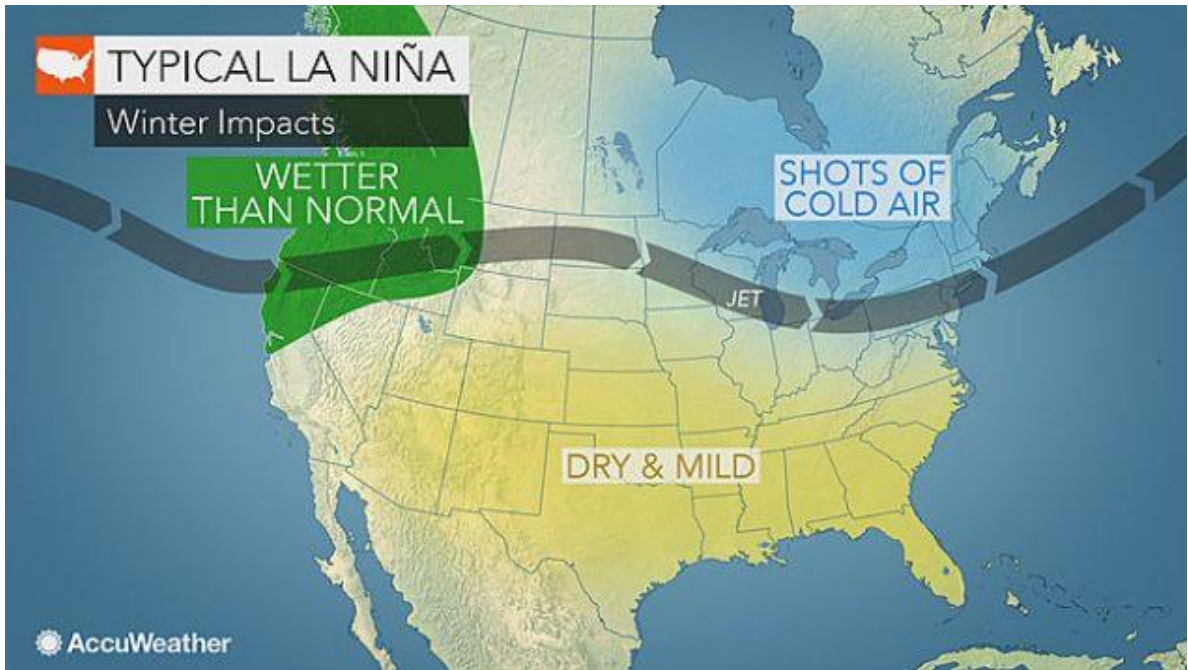 TYPICAL LA NIÑA
Winter Impacts
WETTER
THAN NORMAL
SHOTS OF
COLD AIR
JET
DRY & MILD
AccuWeather